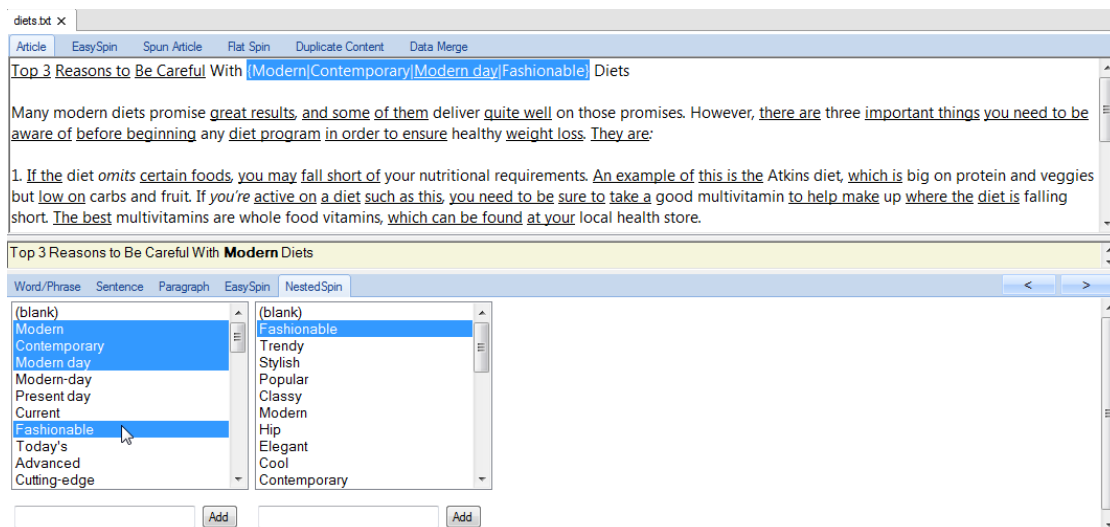 diets.txt ×
Article EasySpin Spun Article Flat Spin Duplicate Content Data Merge
Top 3 Reasons to Be Careful With {Modern|Contemporary|Modern day|Fashionable} Diets
Many modern diets promise great results, and some of them deliver quite well on those promises. However, there are three important things you need to be
aware of before beginning any diet program in order to ensure healthy weight loss. They are:
1. If the diet omits certain foods, you may fall short of your nutritional requirements. An example of this is the Atkins diet, which is big on protein and veggies
but low on carbs and fruit. If you're active on a diet such as this, you need to be sure to take a good multivitamin to help make up where the diet is falling
short. The best multivitamins are whole food vitamins, which can be found at your local health store.
Top 3 Reasons to Be Careful With Modern Diets
Word/Phrase Sentence Paragraph EasySpin NestedSpin < >
(blank)
Modern
Contemporary
Modern day
Modern-day
Present day
Current
Fashionable
Today's
Advanced
Cutting-edge
Add
(blank)
Fashionable
Trendy
Stylish
Popular
Classy
Modern
Hip
Elegant
Cool
Contemporary
Add